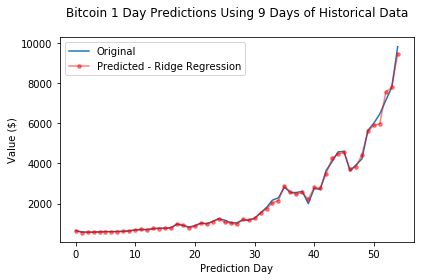 Bitcoin 1 Day Predictions Using 9 Days of Historical Data
Original
Predicted - Ridge Regression
Value ($)
10000
8000
6000
4000
2000
0 10 20 30 40 50
Prediction Day